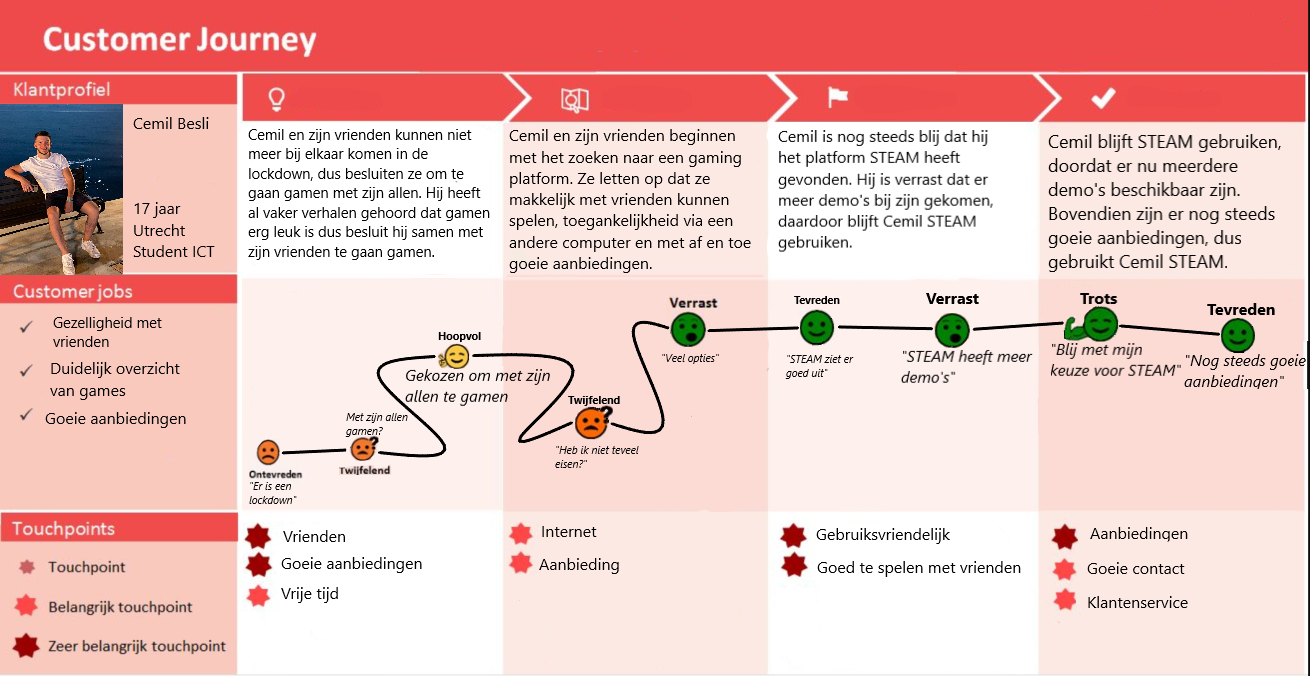 Customer Journey
Klantprofiel
Cemil Besli
17 jaar
Utrecht
Student ICT
Cemil en zijn vrienden kunnen niet
meer bij elkaar komen in de
lockdown, dus besluiten ze om te
gaan gamen met zijn allen. Hij heeft
al vaker verhalen gehoord dat gamen
erg leuk is dus besluit hij samen met
zijn vrienden te gaan gamen.
Cemil en zijn vrienden beginnen
met het zoeken naar een gaming
platform. Ze letten op dat ze
makkelijk met vrienden kunnen
spelen, toegankelijkheid via een
andere computer en met af en toe
goeie aanbiedingen.
Cemil is nog steeds blij dat hij
het platform STEAM heeft
gevonden. Hij is verrast dat er
meer demo's bij zijn gekomen,
daardoor blijft Cemil STEAM
gebruiken.
Cemil blijft STEAM gebruiken,
doordat er nu meerdere
demo's beschikbaar zijn.
Bovendien zijn er nog steeds
goeie aanbiedingen, dus
gebruikt Cemil STEAM.
Customer jobs
Gezelligheid met
vrienden
Duidelijk overzicht
van games
Goeie aanbiedingen
Ontevreden
"Er is een
lockdown"
Met zijn allen
gamen?
Twijfelend
Hoopvol
Gekozen om met zijn
allen te gamen
Twijfelend
"Heb ik niet teveel
eisen?"
Verrast
"Veel opties"
Tevreden
"STEAM ziet er
goed uit"
Verrast
"STEAM heeft meer
demo's"
Trots
"Blij met mijn
keuze voor STEAM"
Tevreden
"Nog steeds goeie
aanbiedingen"
Touchpoints
Touchpoint
Belangrijk touchpoint
Zeer belangrijk touchpoint
Vrienden
Goeie aanbiedingen
Vrije tijd
Internet
Aanbieding
Gebruiksvriendelijk
Goed te spelen met vrienden
Aanbiedingen
Goeie contact
Klantenservice